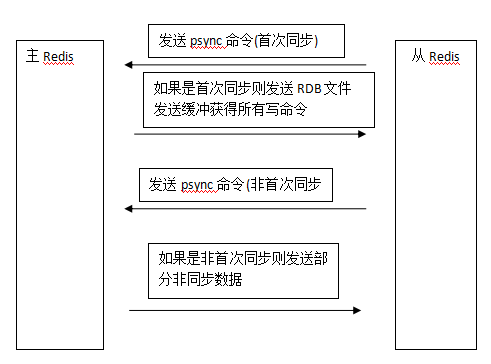 发送 psync 命令(首次同步)
主 Redis
从 Redis
如果是首次同步则发送 RDB 文件
发送缓冲获得所有写命令
发送 psync 命令(非首次同步
如果是非首次同步则发送部
分非同步数据